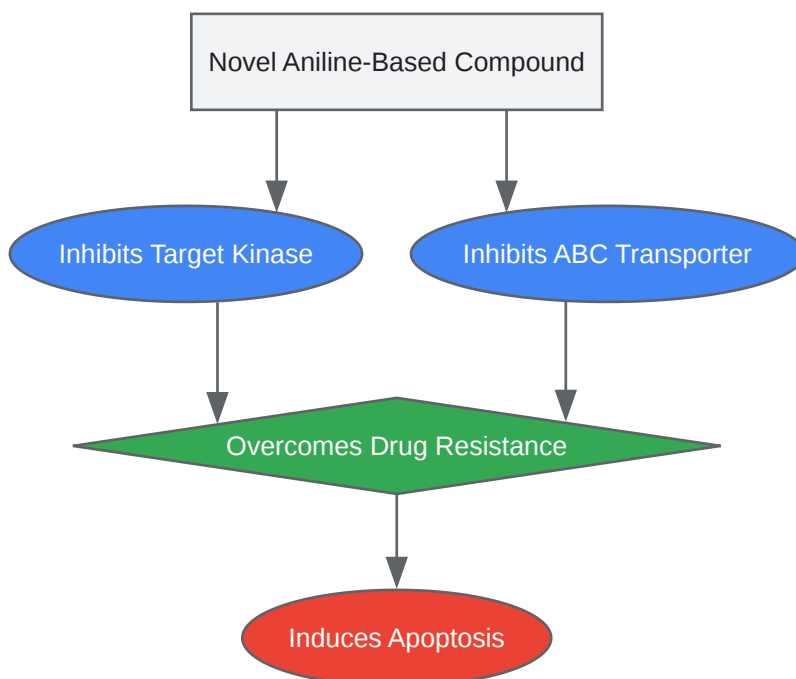 Novel Aniline-Based Compound
Inhibits Target Kinase
Inhibits ABC Transporter
Overcomes Drug Resistance
Induces Apoptosis